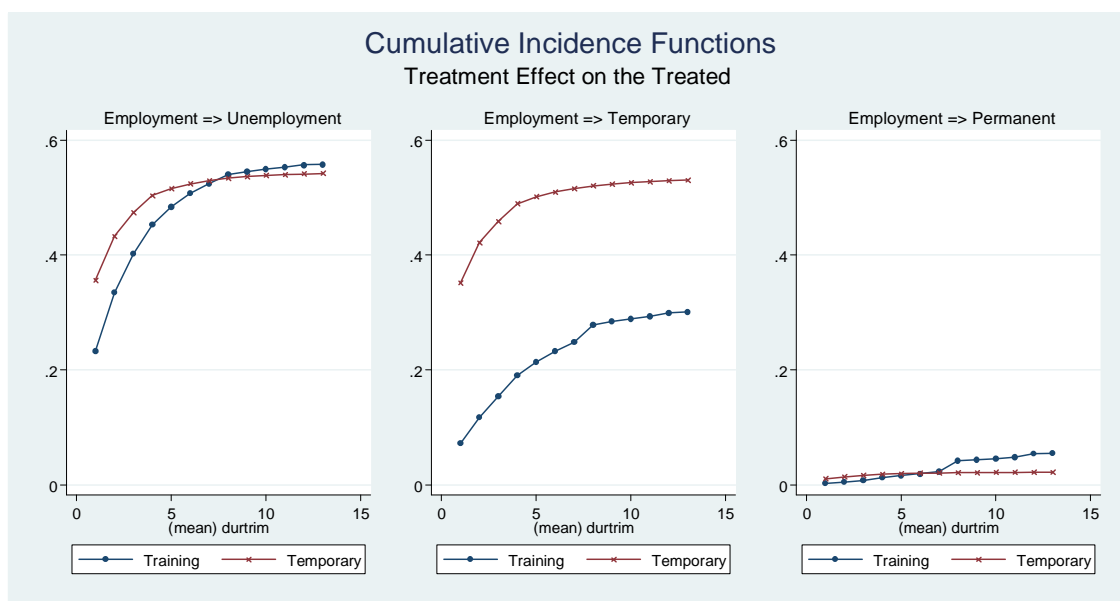 Cumulative Incidence Functions
Treatment Effect on the Treated
Employment => Unemployment
.6
.4
.2
0
0 5 10 15
(mean) durtrim
Training Temporary
Employment => Temporary
.6
.4
.2
0
0 5 10 15
(mean) durtrim
Training Temporary
Employment => Permanent
.6
.4
.2
0
0 5 10 15
(mean) durtrim
Training Temporary